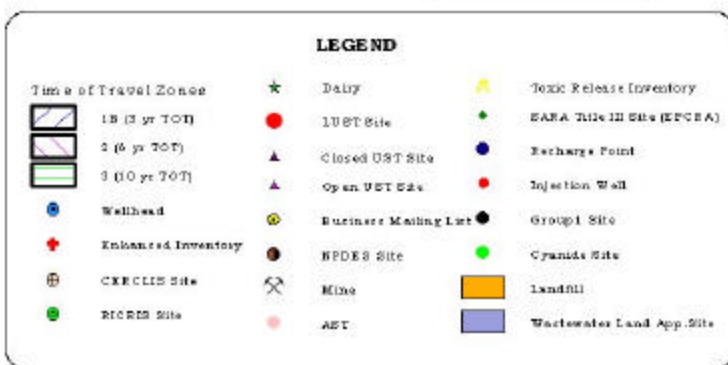 LEGEND
Time of Travel Zones
1B (3 yr TOT)
2 (6 yr TOT)
3 (10 yr TOT)
Wellhead
Enhanced Inventory
CERCLIS Site
RICRIS Site
Dairy
LUST Site
Closed UST Site
Open UST Site
Business Mailing List
NPDES Site
Mine
AST
Toxic Release Inventory
SARA Title III Site (EPCRA)
Recharge Point
Injection Well
Group1 Site
Cyanide Site
Landfill
Wastewater Land App.Site